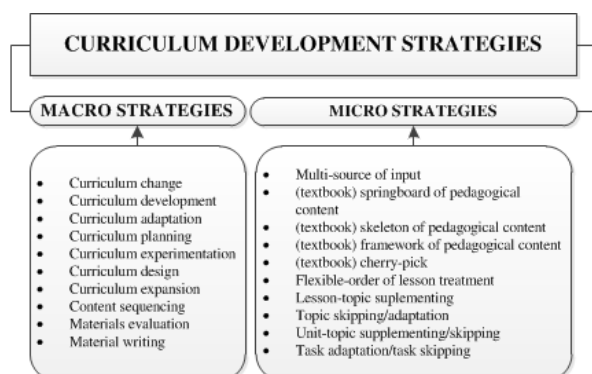 CURRICULUM DEVELOPMENT STRATEGIES
MACRO STRATEGIES
• Curriculum change
• Curriculum development
• Curriculum adaptation
• Curriculum planning
• Curriculum experimentation
• Curriculum design
• Curriculum expansion
• Content sequencing
• Materials evaluation
• Material writing
MICRO STRATEGIES
• Multi-source of input
• (textbook) springboard of pedagogical
content
• (textbook) skeleton of pedagogical content
• (textbook) framework of pedagogical content
• (textbook) cherry-pick
• Flexible-order of lesson treatment
• Lesson-topic suplementing
• Topic skipping/adaptation
• Unit-topic supplementing/skipping
• Task adaptation/task skipping